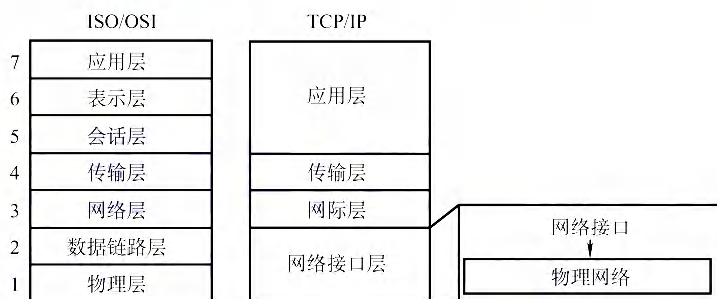 ISO/OSI TCP/IP
7 应用层
6 表示层
5 会话层
应用层
4 传输层 传输层
3 网络层 网际层
2 数据链路层
1 物理层
网络接口层
网络接口
物理网络